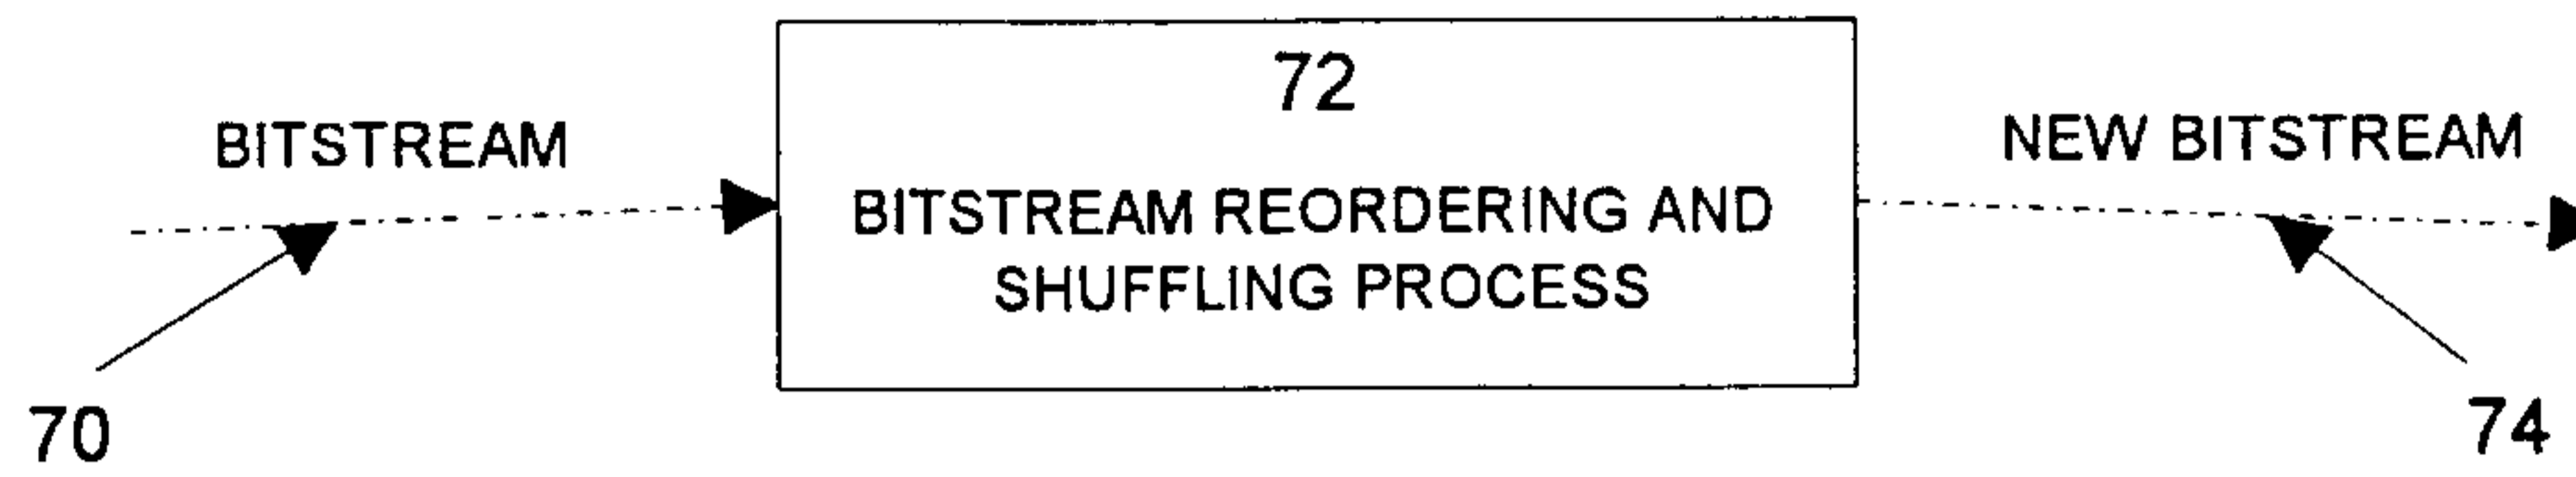 72
BITSTREAM
NEW BITSTREAM
BITSTREAM REORDERING AND
SHUFFLING PROCESS
70
74